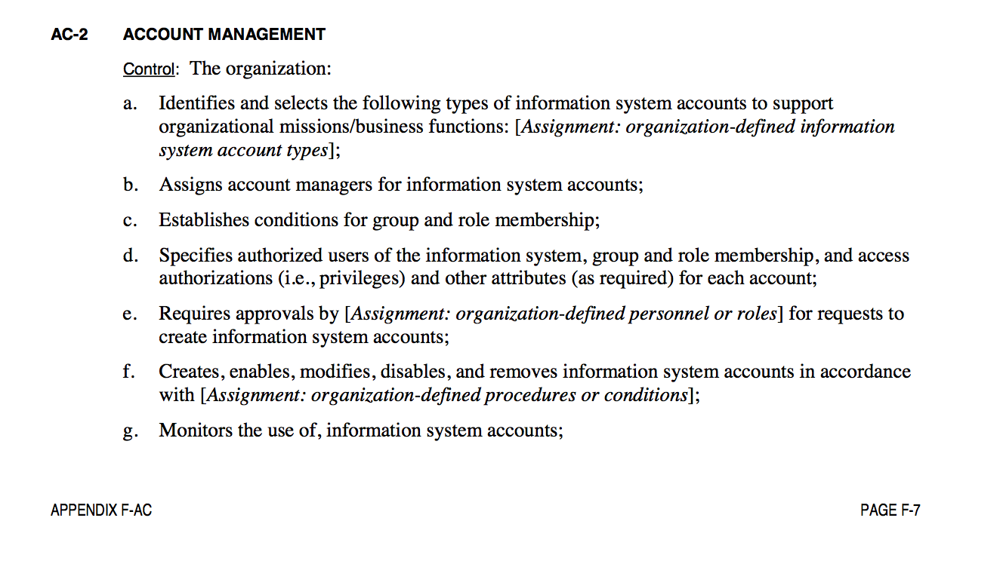 AC-2 ACCOUNT MANAGEMENT
Control: The organization:
a. Identifies and selects the following types of information system accounts to support
organizational missions/business functions: [Assignment: organization-defined information
system account types];
b. Assigns account managers for information system accounts;
c. Establishes conditions for group and role membership;
d. Specifies authorized users of the information system, group and role membership, and access
authorizations (i.e., privileges) and other attributes (as required) for each account;
e. Requires approvals by [Assignment: organization-defined personnel or roles] for requests to
create information system accounts;
f. Creates, enables, modifies, disables, and removes information system accounts in accordance
with [Assignment: organization-defined procedures or conditions];
g. Monitors the use of, information system accounts;
APPENDIX F-AC PAGE F-7